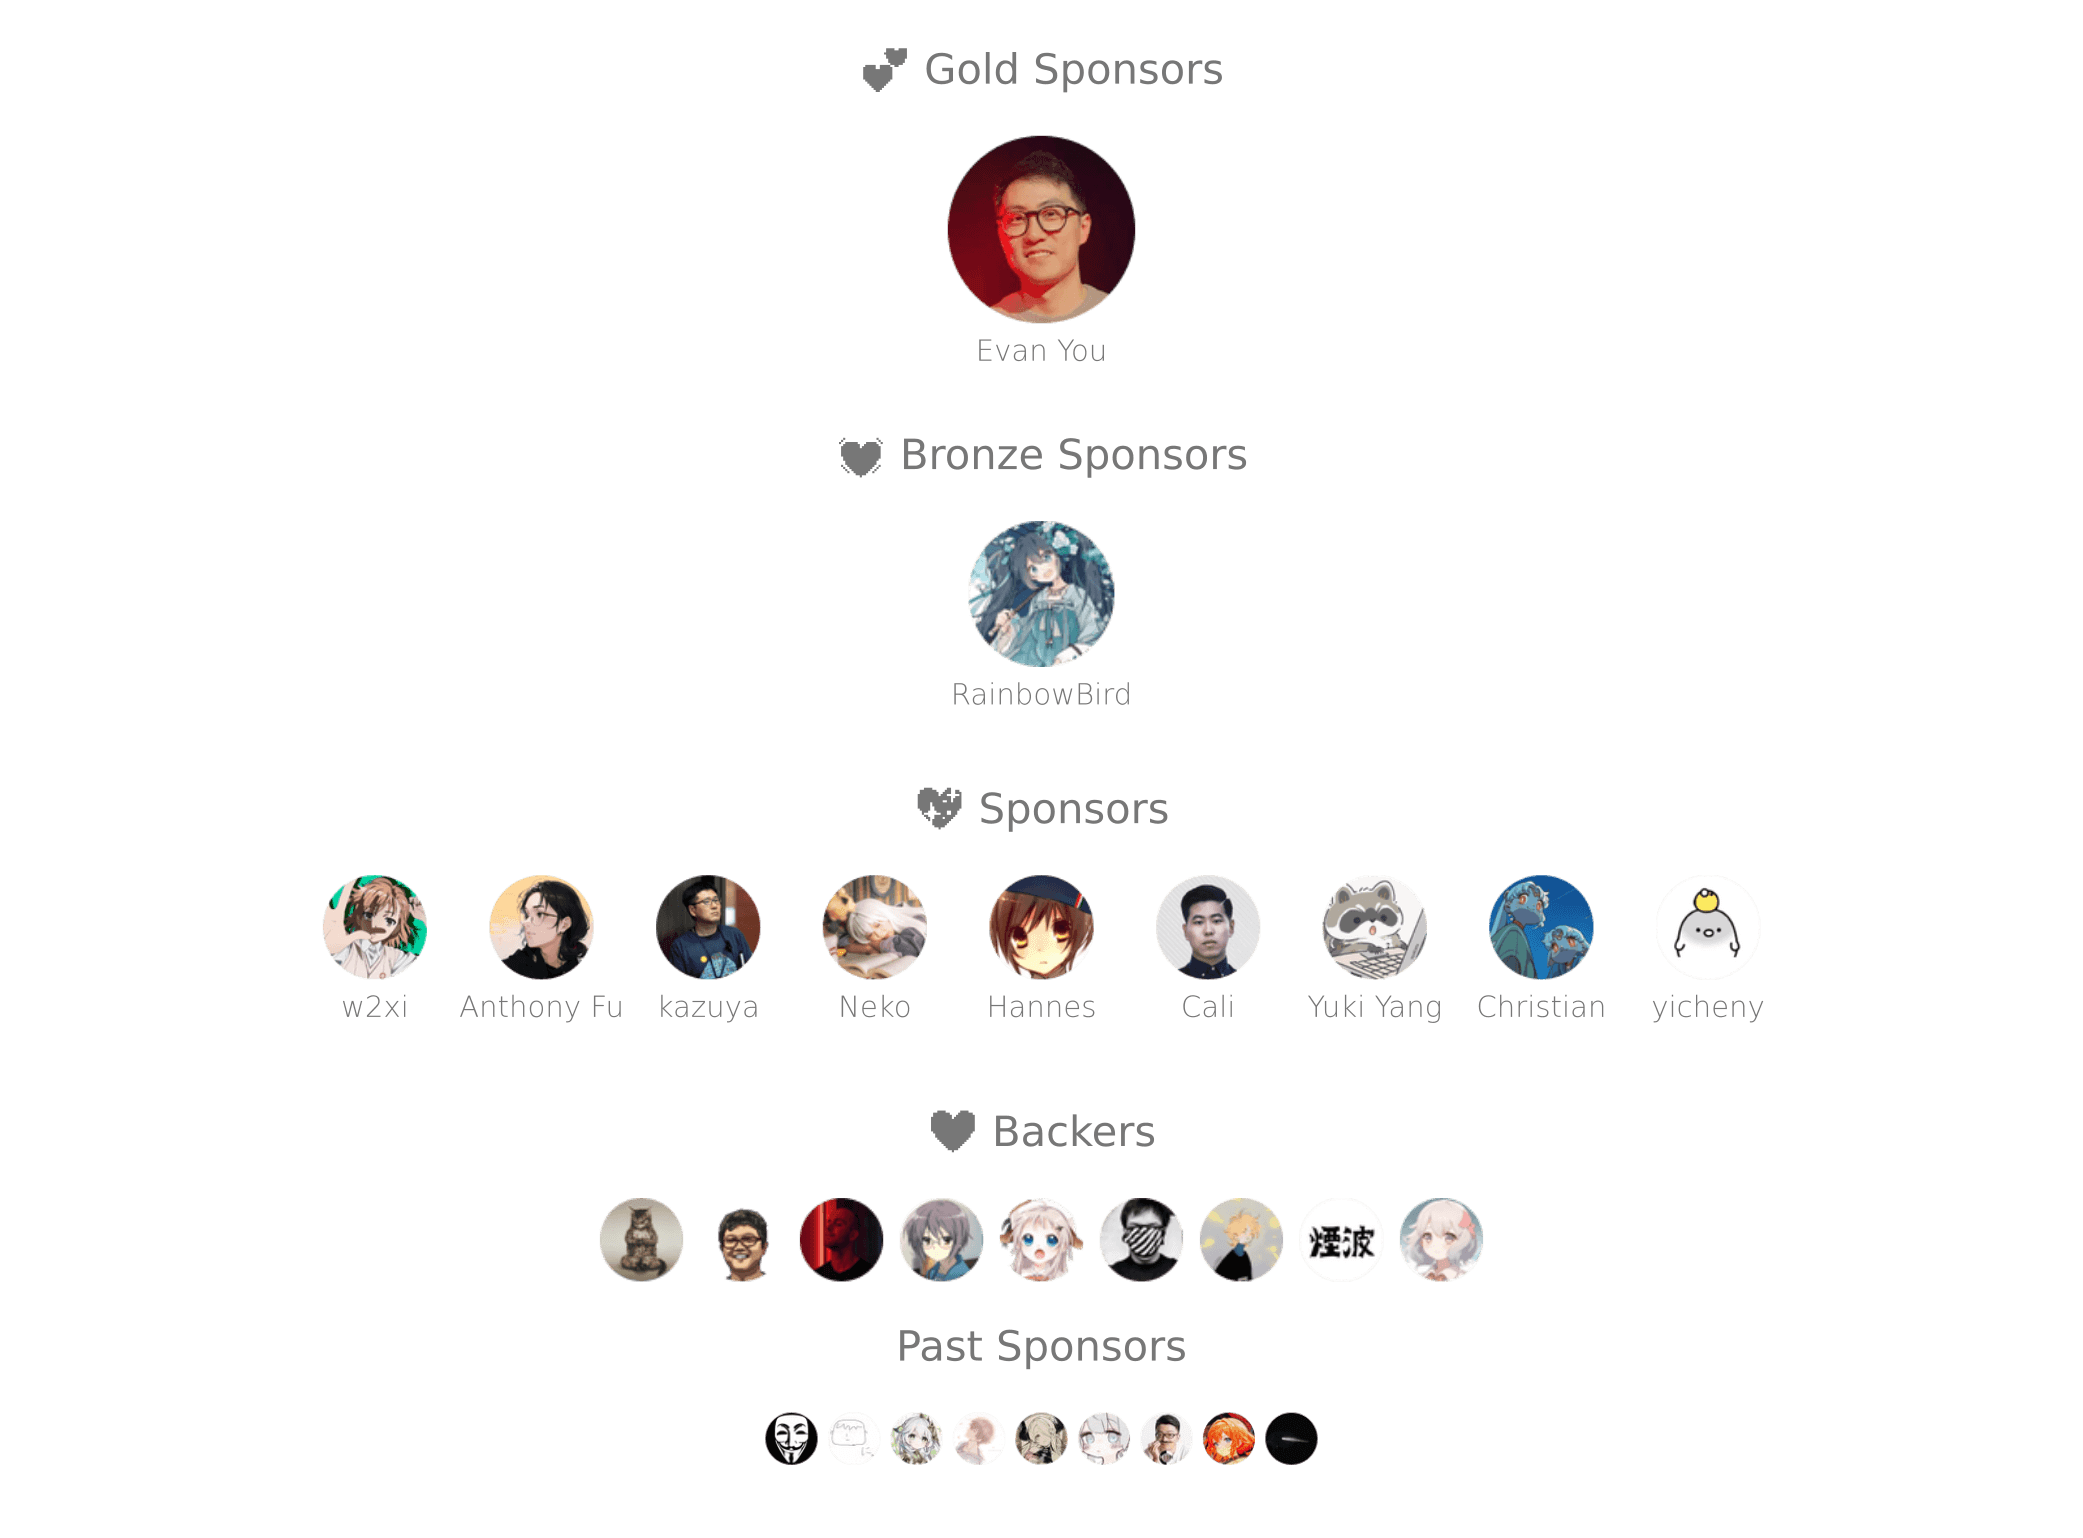 Gold Sponsors
Evan You
Bronze Sponsors
RainbowBird
Sponsors
w2xi Anthony Fu kazuya Neko Hannes Cali Yuki Yang Christian yicheny
Backers
煙波
Past Sponsors